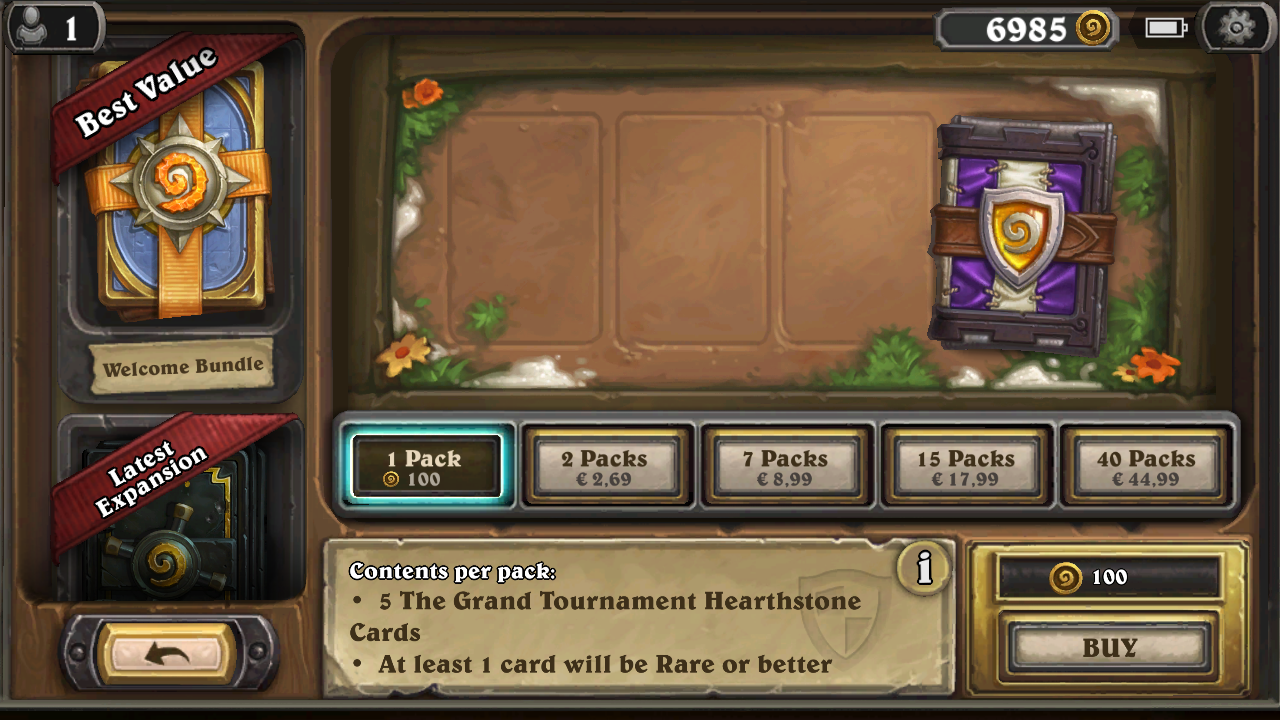 1
6985
Best Value
Welcome Bundle
Latest
Expansion
1 Pack
100
2 Packs
€ 2,69
7 Packs
€ 8,99
15 Packs
€ 17,99
40 Packs
€ 44,99
Contents per pack:
• 5 The Grand Tournament Hearthstone
Cards
• At least 1 card will be Rare or better
i
100
BUY